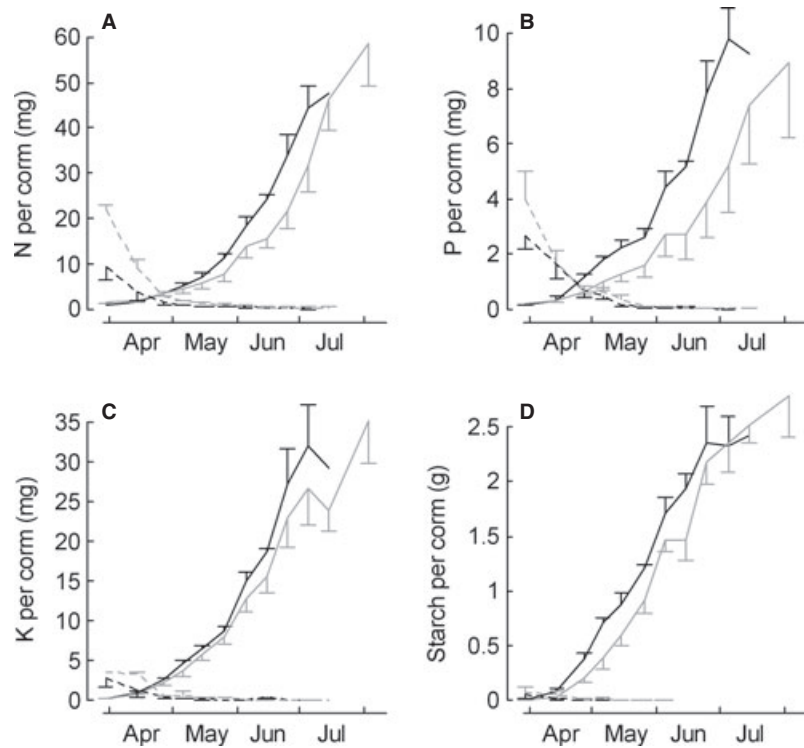 A
N per corm (mg)
60
50
40
30
20
10
0
Apr May Jun Jul
B
P per corm (mg)
10
8
6
4
2
0
Apr May Jun Jul
C
K per corm (mg)
35
30
25
20
15
10
5
0
Apr May Jun Jul
D
Starch per corm (g)
2.5
2
1.5
1
0.5
0
Apr May Jun Jul